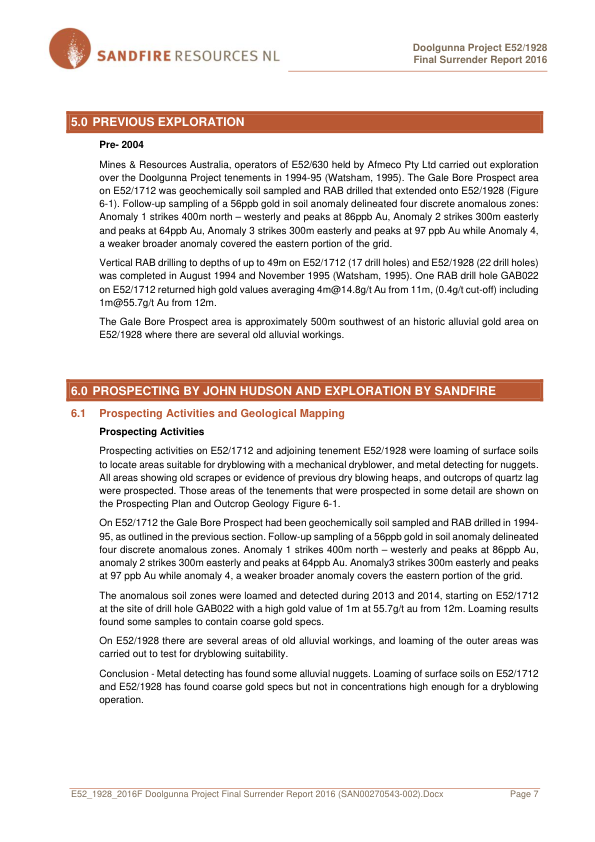 SANDFIRE RESOURCES NL
Doolgunna Project E52/1928
Final Surrender Report 2016
5.0 PREVIOUS EXPLORATION
Pre- 2004
Mines & Resources Australia, operators of E52/630 held by Afmeco Pty Ltd carried out exploration
over the Doolgunna Project tenements in 1994-95 (Watsham, 1995). The Gale Bore Prospect area
on E52/1712 was geochemically soil sampled and RAB drilled that extended onto E52/1928 (Figure
6-1). Follow-up sampling of a 56ppb gold in soil anomaly delineated four discrete anomalous zones:
Anomaly 1 strikes 400m north – westerly and peaks at 86ppb Au, Anomaly 2 strikes 300m easterly
and peaks at 64ppb Au, Anomaly 3 strikes 300m easterly and peaks at 97 ppb Au while Anomaly 4,
a weaker broader anomaly covered the eastern portion of the grid.
Vertical RAB drilling to depths of up to 49m on E52/1712 (17 drill holes) and E52/1928 (22 drill holes)
was completed in August 1994 and November 1995 (Watsham, 1995). One RAB drill hole GAB022
on E52/1712 returned high gold values averaging 4m@14.8g/t Au from 11m, (0.4g/t cut-off) including
1m@55.7g/t Au from 12m.
The Gale Bore Prospect area is approximately 500m southwest of an historic alluvial gold area on
E52/1928 where there are several old alluvial workings.
6.0 PROSPECTING BY JOHN HUDSON AND EXPLORATION BY SANDFIRE
6.1 Prospecting Activities and Geological Mapping
Prospecting Activities
Prospecting activities on E52/1712 and adjoining tenement E52/1928 were loaming of surface soils
to locate areas suitable for dryblowing with a mechanical dryblower, and metal detecting for nuggets.
All areas showing old scrapes or evidence of previous dry blowing heaps, and outcrops of quartz lag
were prospected. Those areas of the tenements that were prospected in some detail are shown on
the Prospecting Plan and Outcrop Geology Figure 6-1.
On E52/1712 the Gale Bore Prospect had been geochemically soil sampled and RAB drilled in 1994-
95, as outlined in the previous section. Follow-up sampling of a 56ppb gold in soil anomaly delineated
four discrete anomalous zones. Anomaly 1 strikes 400m north – westerly and peaks at 86ppb Au,
anomaly 2 strikes 300m easterly and peaks at 64ppb Au. Anomaly3 strikes 300m easterly and peaks
at 97 ppb Au while anomaly 4, a weaker broader anomaly covers the eastern portion of the grid.
The anomalous soil zones were loamed and detected during 2013 and 2014, starting on E52/1712
at the site of drill hole GAB022 with a high gold value of 1m at 55.7g/t au from 12m. Loaming results
found some samples to contain coarse gold specs.
On E52/1928 there are several areas of old alluvial workings, and loaming of the outer areas was
carried out to test for dryblowing suitability.
Conclusion - Metal detecting has found some alluvial nuggets. Loaming of surface soils on E52/1712
and E52/1928 has found coarse gold specs but not in concentrations high enough for a dryblowing
operation.
E52_1928_2016F Doolgunna Project Final Surrender Report 2016 (SAN00270543-002).Docx
Page 7